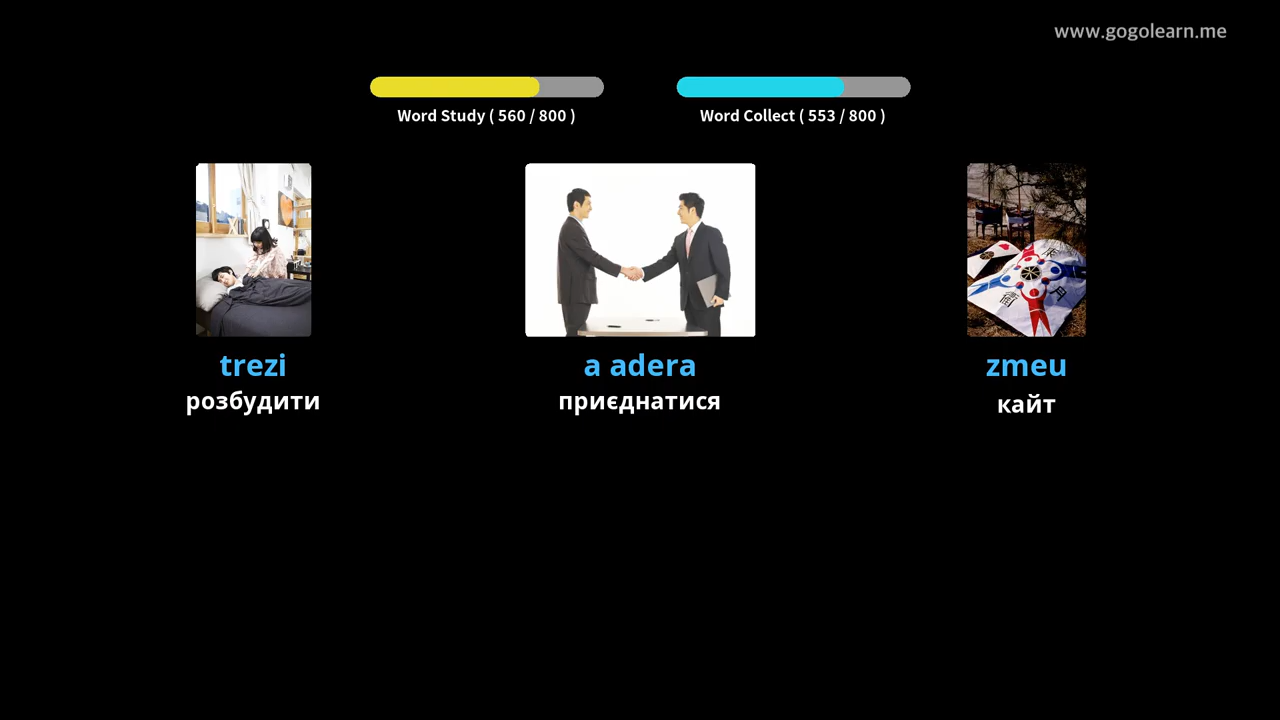 www.gogolearn.me
Word Study ( 560 / 800 )
Word Collect ( 553 / 800 )
trezi
розбудити
a adera
приєднатися
zmeu
кайт